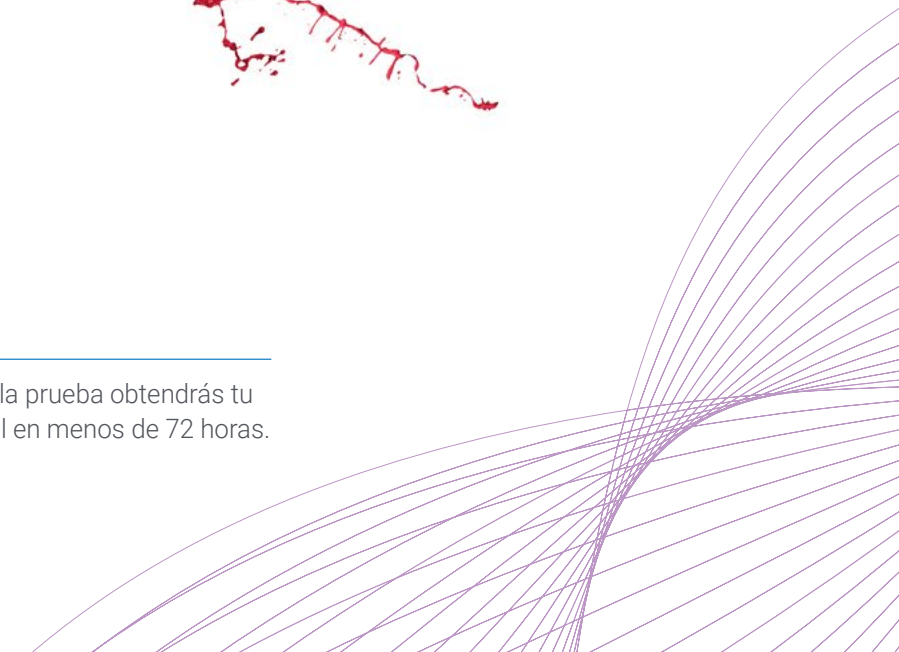 la prueba obtendrás tu
l en menos de 72 horas.